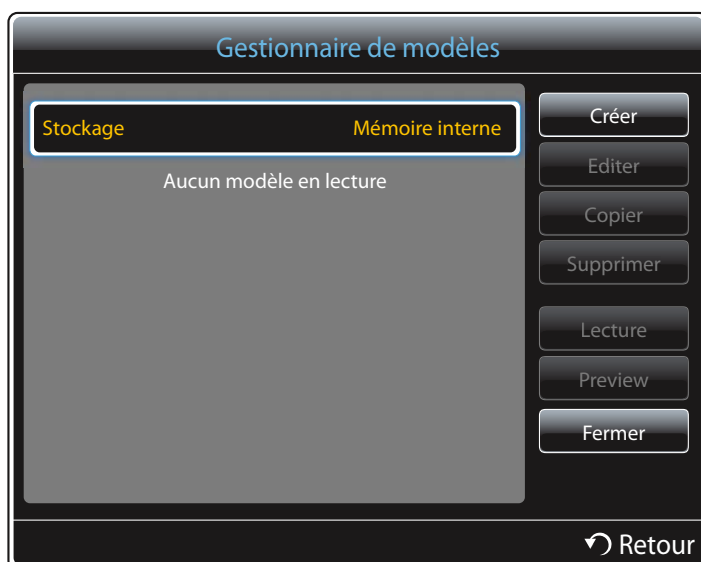 Gestionnaire de modèles
Stockage Mémoire interne
Aucun modèle en lecture
Créer
Editer
Copier
Supprimer
Lecture
Preview
Fermer
Retour